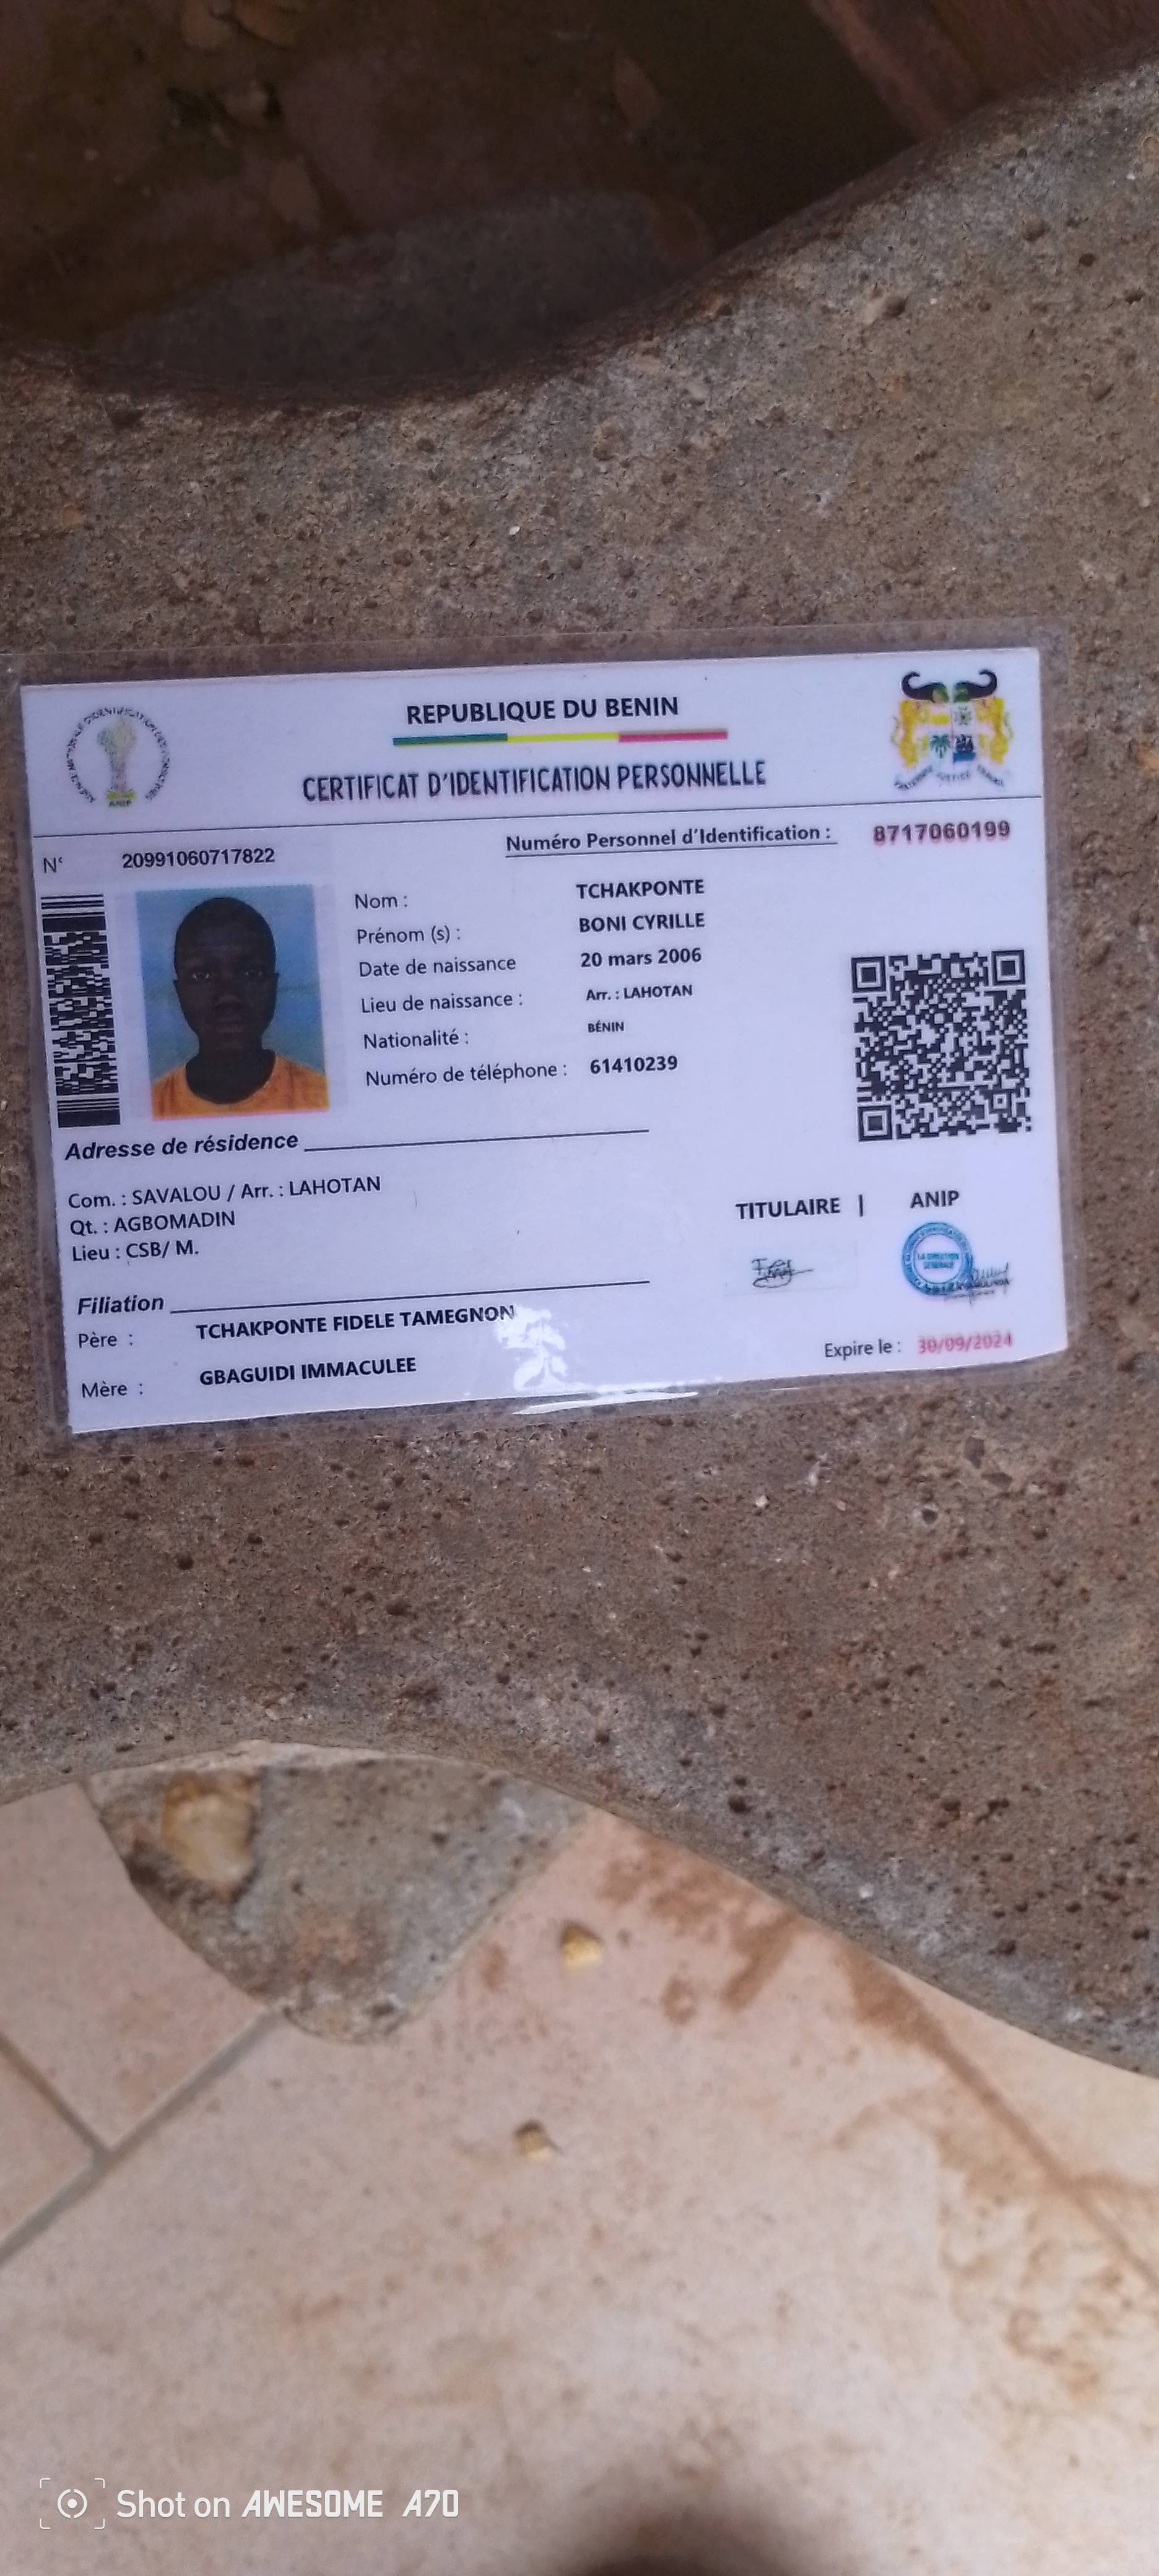 REPUBLIQUE DU BENIN
CERTIFICAT D'IDENTIFICATION PERSONNELLE
ANIP
Numéro Personnel d'Identification : 8717060199
N° 20991060717822
Nom : TCHAKPONTE
Prénom (s) : BONI CYRILLE
Date de naissance 20 mars 2006
Lieu de naissance : Arr. : LAHOTAN
Nationalité : BÉNIN
Numéro de téléphone : 61410239
Adresse de résidence
Com. : SAVALOU / Arr. : LAHOTAN
Qt. : AGBOMADIN
Lieu : CSB/ M.
TITULAIRE | ANIP
LA DIRECTION GENERALE
Filiation
Père : TCHAKPONTE FIDELE TAMEGNON
Mère : GBAGUIDI IMMACULEE
Expire le : 30/09/2024
Shot on AWESOME A70